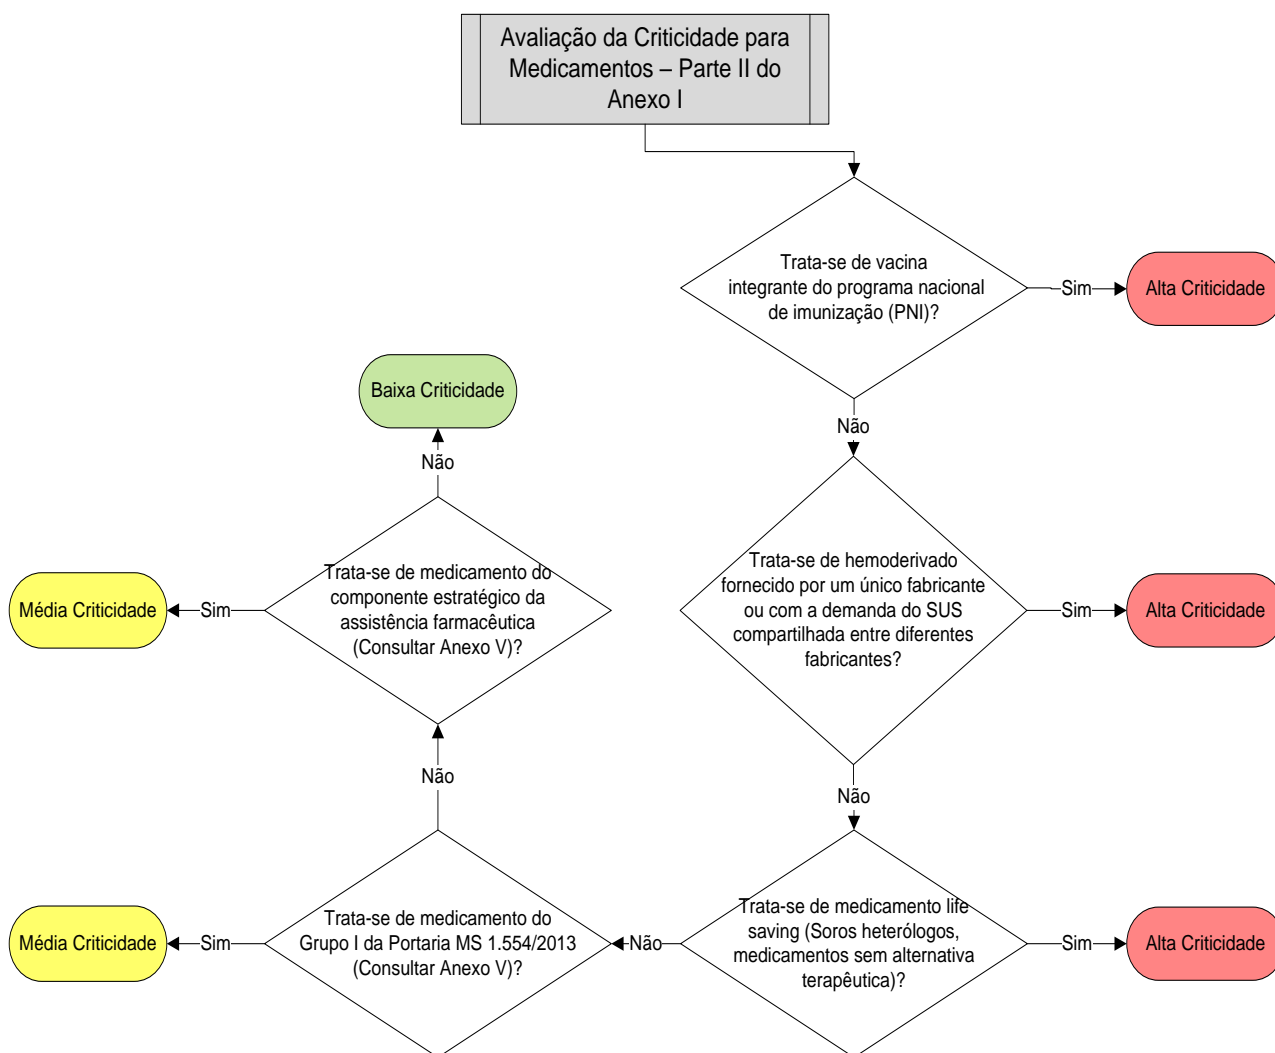 Avaliação da Criticidade para
Medicamentos – Parte II do
Anexo I
Trata-se de vacina
integrante do programa nacional
de imunização (PNI)?
Sim
Alta Criticidade
Não
Trata-se de hemoderivado
fornecido por um único fabricante
ou com a demanda do SUS
compartilhada entre diferentes
fabricantes?
Sim
Alta Criticidade
Não
Trata-se de medicamento life
saving (Soros heterólogos,
medicamentos sem alternativa
terapêutica)?
Sim
Alta Criticidade
Não
Trata-se de medicamento do
Grupo I da Portaria MS 1.554/2013
(Consultar Anexo V)?
Sim
Média Criticidade
Não
Trata-se de medicamento do
componente estratégico da
assistência farmacêutica
(Consultar Anexo V)?
Sim
Média Criticidade
Não
Baixa Criticidade